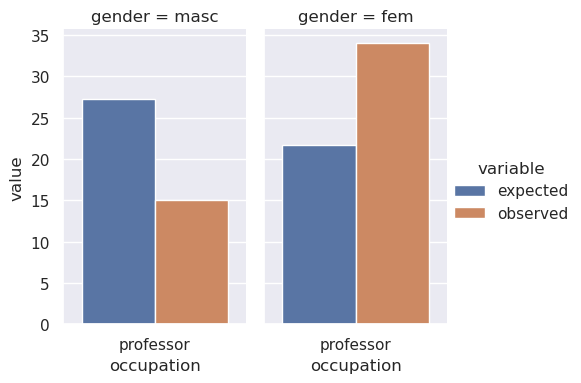 gender = masc
gender = fem
35
30
25
20
15
10
5
0
value
professor
professor
occupation
occupation
variable
expected
observed